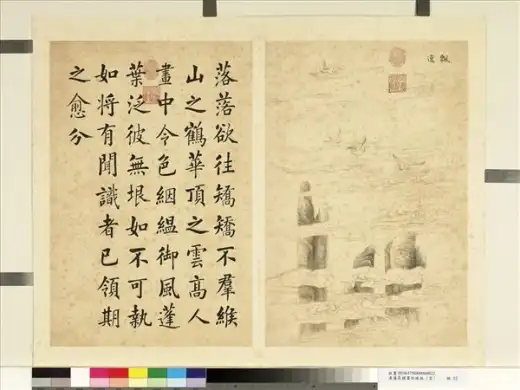 飄逸
落落欲往矯矯不羣緱
山之鶴華頂之雲高人
畫中令色絪縕御風蓬
葉泛彼無垠如不可執
如將有聞識者已領期
之愈分